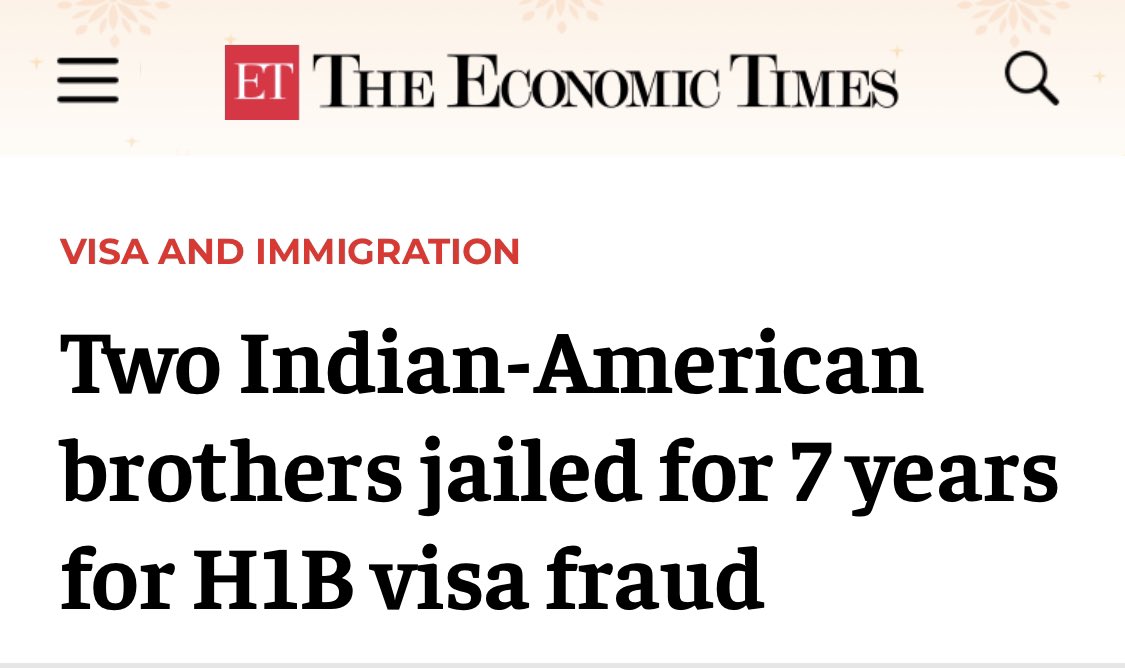 ET THE ECONOMIC TIMES
VISA AND IMMIGRATION
Two Indian-American
brothers jailed for 7 years
for H1B visa fraud